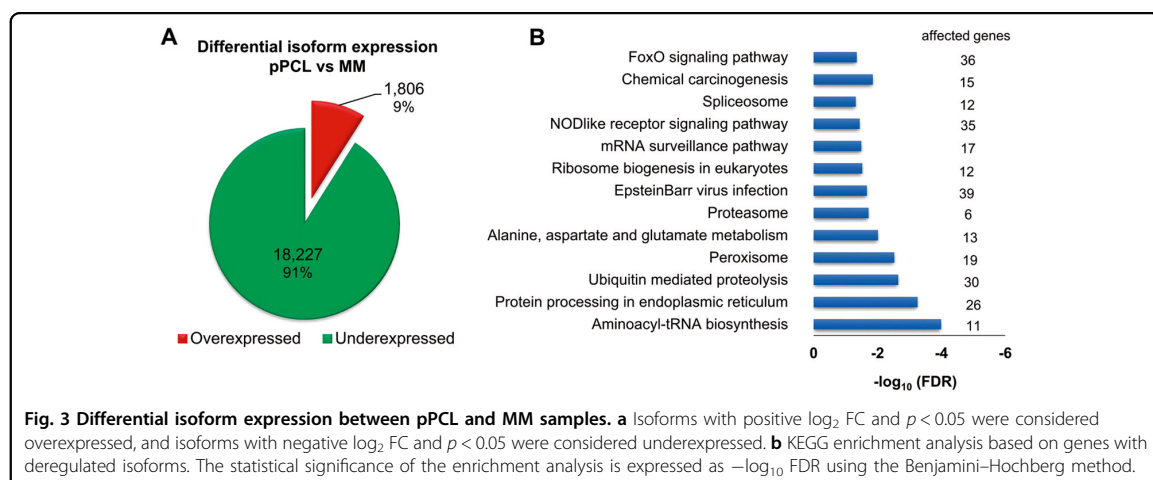 A
Differential isoform expression
pPCL vs MM
1,806
9%
18,227
91%
Overexpressed Underexpressed
B
affected genes
FoxO signaling pathway 36
Chemical carcinogenesis 15
Spliceosome 12
NODlike receptor signaling pathway 35
mRNA surveillance pathway 17
Ribosome biogenesis in eukaryotes 12
EpsteinBarr virus infection 39
Proteasome 6
Alanine, aspartate and glutamate metabolism 13
Peroxisome 19
Ubiquitin mediated proteolysis 30
Protein processing in endoplasmic reticulum 26
Aminoacyl-tRNA biosynthesis 11
0 -2 -4 -6
-log₁₀ (FDR)
Fig. 3 Differential isoform expression between pPCL and MM samples. a Isoforms with positive log₂ FC and p < 0.05 were considered
overexpressed, and isoforms with negative log₂ FC and p < 0.05 were considered underexpressed. b KEGG enrichment analysis based on genes with
deregulated isoforms. The statistical significance of the enrichment analysis is expressed as −log₁₀ FDR using the Benjamini–Hochberg method.